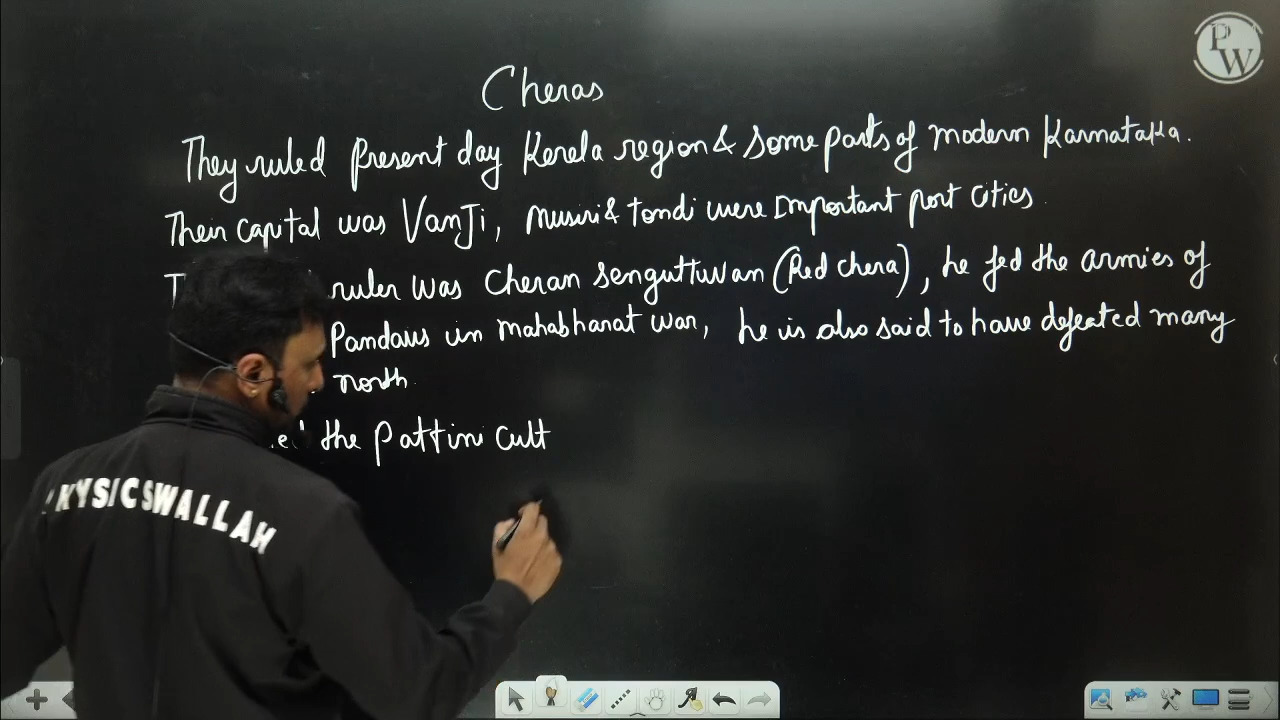 PW
Cheras
They ruled Present day Kerela region & some parts of modern Karnataka.
Their capital was VanJi, Musiri & Tondi were Important port cities
ruler was Cheran Senguttuvan (Red Chera), he fed the armies of
Pandavs in Mahabharat war, he is also said to have defeated many
north
the Pattini cult
PHYSICSWALLAH